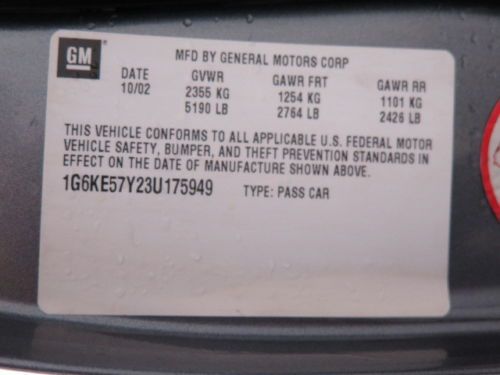 GM
MFD BY GENERAL MOTORS CORP
DATE GVWR GAWR FRT GAWR RR
10/02 2355 KG 1254 KG 1101 KG
5190 LB 2764 LB 2426 LB
THIS VEHICLE CONFORMS TO ALL APPLICABLE U.S. FEDERAL MOTOR
VEHICLE SAFETY, BUMPER, AND THEFT PREVENTION STANDARDS IN
EFFECT ON THE DATE OF MANUFACTURE SHOWN ABOVE.
1G6KE57Y23U175949 TYPE: PASS CAR